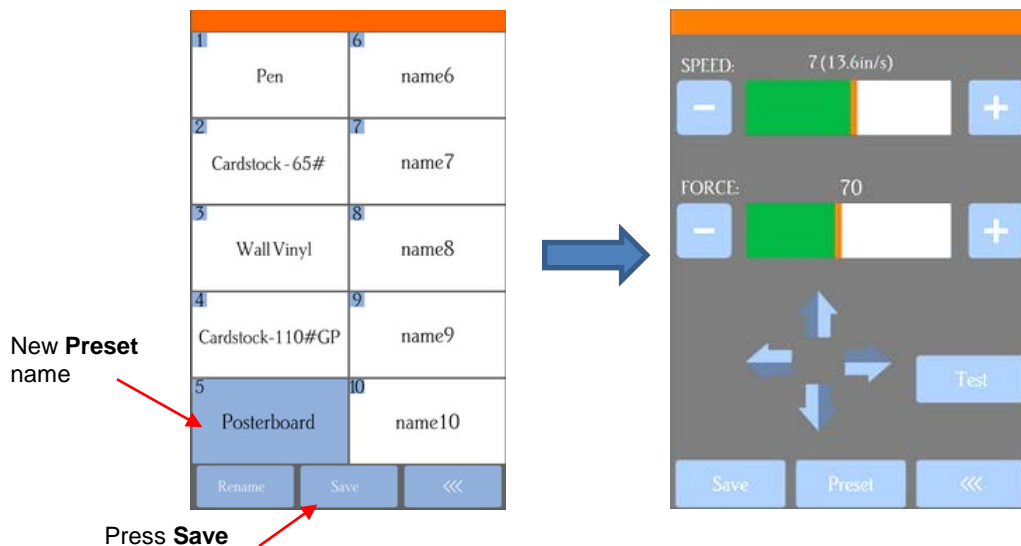 1
Pen
6
name6
2
Cardstock - 65#
7
name7
3
Wall Vinyl
8
name8
4
Cardstock-110#GP
9
name9
5
Posterboard
10
name10
Rename Save <<<
New Preset
name
Press Save
SPEED: 7 (13.6in/s)
− +
FORCE: 70
− +
Test
Save Preset <<<